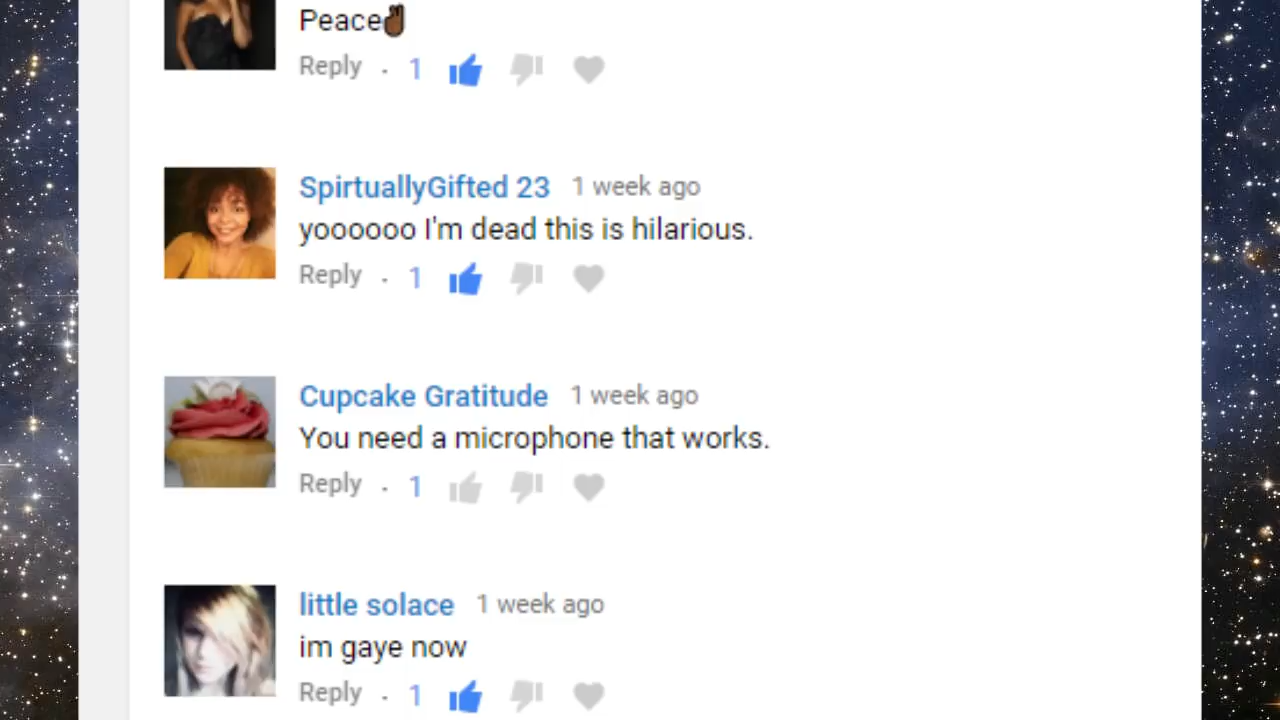 Peace✌🏾
Reply . 1
SpirtuallyGifted 23 1 week ago
yoooooo I'm dead this is hilarious.
Reply . 1
Cupcake Gratitude 1 week ago
You need a microphone that works.
Reply . 1
little solace 1 week ago
im gaye now
Reply . 1